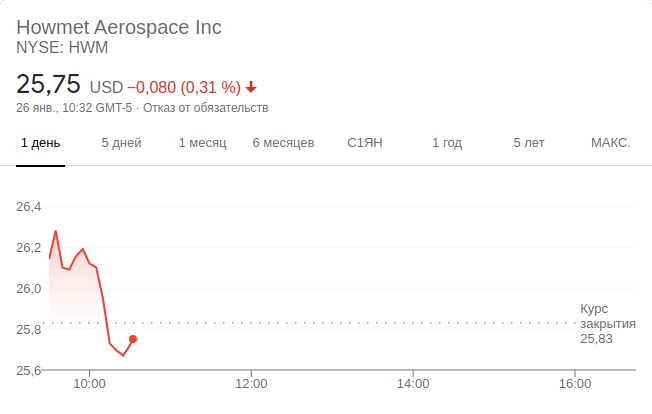 Howmet Aerospace Inc
NYSE: HWM
25,75 USD −0,080 (0,31 %)
26 янв., 10:32 GMT-5 · Отказ от обязательств
1 день 5 дней 1 месяц 6 месяцев С1ЯН 1 год 5 лет МАКС.
26,4
26,2
26,0
25,8
25,6
Курс
закрытия
25,83
10:00 12:00 14:00 16:00